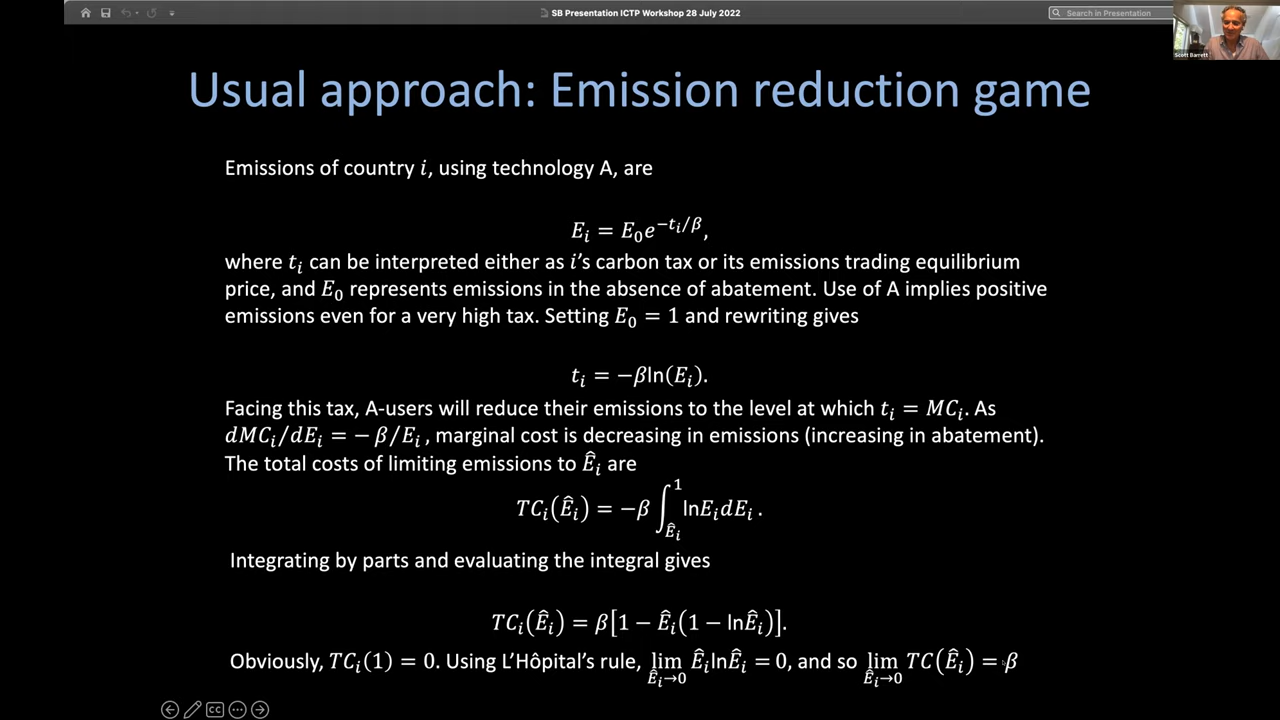 SB Presentation ICTP Workshop 28 July 2022
Search in Presentation
Scott Barrett
Usual approach: Emission reduction game
Emissions of country 𝑖, using technology A, are
𝐸ᵢ = 𝐸₀𝑒^(−𝑡ᵢ/𝛽),
where 𝑡ᵢ can be interpreted either as 𝑖's carbon tax or its emissions trading equilibrium
price, and 𝐸₀ represents emissions in the absence of abatement. Use of A implies positive
emissions even for a very high tax. Setting 𝐸₀ = 1 and rewriting gives
𝑡ᵢ = −𝛽ln(𝐸ᵢ).
Facing this tax, A-users will reduce their emissions to the level at which 𝑡ᵢ = 𝑀𝐶ᵢ. As
𝑑𝑀𝐶ᵢ/𝑑𝐸ᵢ = − 𝛽/𝐸ᵢ, marginal cost is decreasing in emissions (increasing in abatement).
The total costs of limiting emissions to 𝐸̂ᵢ are
𝑇𝐶ᵢ(𝐸̂ᵢ) = −𝛽 ∫_{𝐸̂ᵢ}^{1} ln𝐸ᵢ𝑑𝐸ᵢ .
Integrating by parts and evaluating the integral gives
𝑇𝐶ᵢ(𝐸̂ᵢ) = 𝛽[1 − 𝐸̂ᵢ(1 − ln𝐸̂ᵢ)].
Obviously, 𝑇𝐶ᵢ(1) = 0. Using L'Hôpital's rule, lim_{𝐸̂ᵢ→0} 𝐸̂ᵢln𝐸̂ᵢ = 0, and so lim_{𝐸̂ᵢ→0} 𝑇𝐶(𝐸̂ᵢ) = 𝛽
CC